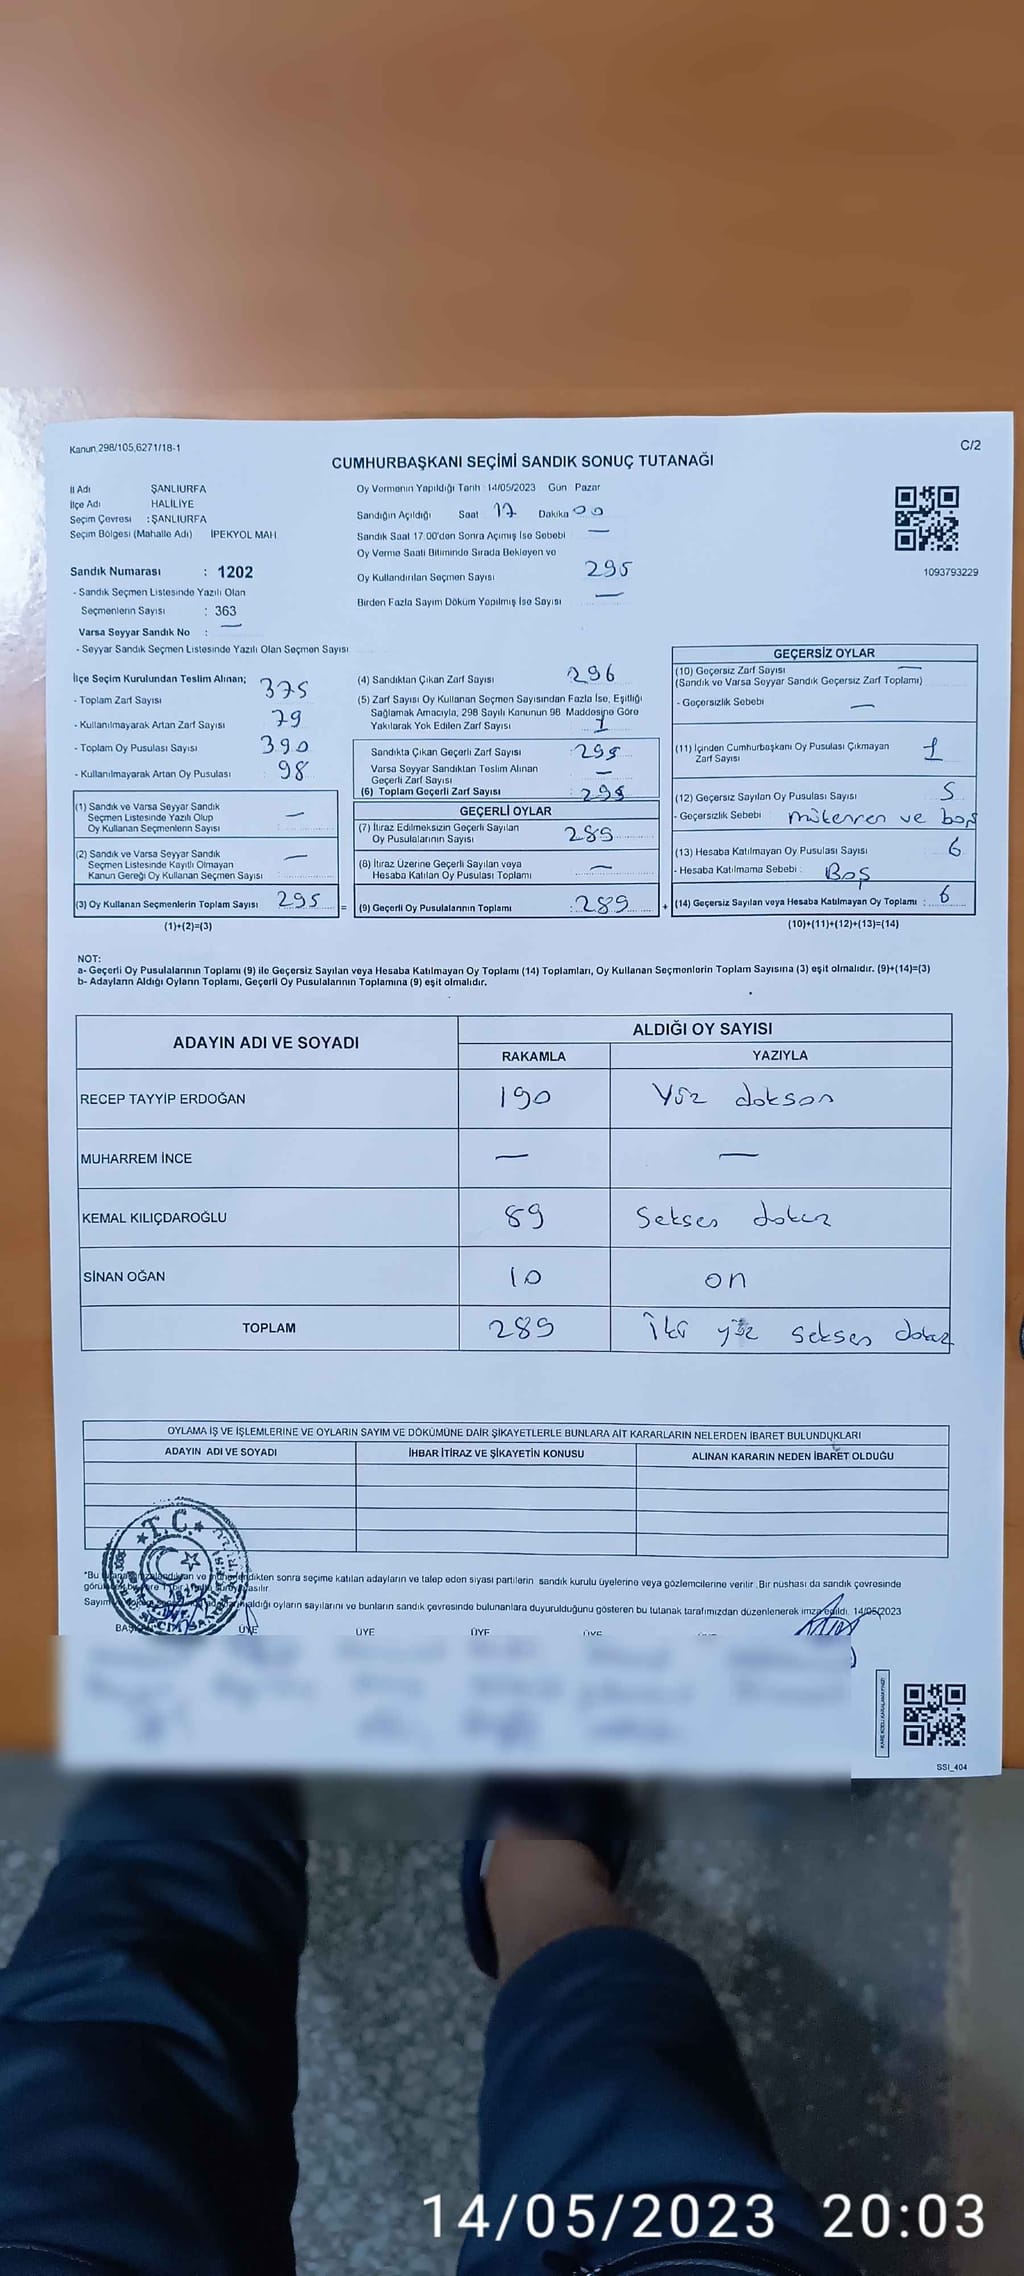 Kanun 298/105,6271/18-1
C/2
CUMHURBAŞKANI SEÇİMİ SANDIK SONUÇ TUTANAĞI
İl Adı ŞANLIURFA
İlçe Adı HALİLİYE
Seçim Çevresi : ŞANLIURFA
Seçim Bölgesi (Mahalle Adı) İPEKYOL MAH
Sandık Numarası : 1202
- Sandık Seçmen Listesinde Yazılı Olan
Seçmenlerin Sayısı : 363
Varsa Seyyar Sandık No : —
- Seyyar Sandık Seçmen Listesinde Yazılı Olan Seçmen Sayısı
Oy Vermenin Yapıldığı Tarih : 14/05/2023 Gün Pazar
Sandığın Açıldığı Saat 17 Dakika 00
Sandık Saat 17.00'den Sonra Açımış İse Sebebi —
Oy Verme Saati Bitiminde Sırada Bekleyen ve
Oy Kullandırılan Seçmen Sayısı 295
Birden Fazla Sayım Döküm Yapılmış İse Sayısı —
1093793229
İlçe Seçim Kurulundan Teslim Alınan;
- Toplam Zarf Sayısı 375
- Kullanılmayarak Artan Zarf Sayısı 79
- Toplam Oy Pusulası Sayısı 390
- Kullanılmayarak Artan Oy Pusulası 98
(1) Sandık ve Varsa Seyyar Sandık
Seçmen Listesinde Yazılı Olup
Oy Kullanan Seçmenlerin Sayısı —
(2) Sandık ve Varsa Seyyar Sandık
Seçmen Listesinde Kayıtlı Olmayan
Kanun Gereği Oy Kullanan Seçmen Sayısı —
(3) Oy Kullanan Seçmenlerin Toplam Sayısı 295 =
(1)+(2)=(3)
(4) Sandıktan Çıkan Zarf Sayısı 296
(5) Zarf Sayısı Oy Kullanan Seçmen Sayısından Fazla İse, Eşitliği
Sağlamak Amacıyla, 298 Sayılı Kanunun 98 Maddesine Göre
Yakılarak Yok Edilen Zarf Sayısı : 1
Sandıkta Çıkan Geçerli Zarf Sayısı : 295
Varsa Seyyar Sandıktan Teslim Alınan
Geçerli Zarf Sayısı —
(6) Toplam Geçerli Zarf Sayısı : 295
GEÇERLİ OYLAR
(7) İtiraz Edilmeksizin Geçerli Sayılan
Oy Pusulalarının Sayısı 289
(8) İtiraz Üzerine Geçerli Sayılan veya
Hesaba Katılan Oy Pusulası Toplamı —
(9) Geçerli Oy Pusulalarının Toplamı : 289 +
GEÇERSİZ OYLAR
(10) Geçersiz Zarf Sayısı —
(Sandık ve Varsa Seyyar Sandık Geçersiz Zarf Toplamı)
- Geçersizlik Sebebi —
(11) İçinden Cumhurbaşkanı Oy Pusulası Çıkmayan
Zarf Sayısı 1
(12) Geçersiz Sayılan Oy Pusulası Sayısı 5
- Geçersizlik Sebebi : mükerren ve boş
(13) Hesaba Katılmayan Oy Pusulası Sayısı 6
- Hesaba Katılmama Sebebi : Boş
(14) Geçersiz Sayılan veya Hesaba Katılmayan Oy Toplamı : 6
(10)+(11)+(12)+(13)=(14)
NOT:
a- Geçerli Oy Pusulalarının Toplamı (9) ile Geçersiz Sayılan veya Hesaba Katılmayan Oy Toplamı (14) Toplamları, Oy Kullanan Seçmenlerin Toplam Sayısına (3) eşit olmalıdır. (9)+(14)=(3)
b- Adayların Aldığı Oyların Toplamı, Geçerli Oy Pusulalarının Toplamına (9) eşit olmalıdır.
ADAYIN ADI VE SOYADI
ALDIĞI OY SAYISI
RAKAMLA YAZIYLA
RECEP TAYYİP ERDOĞAN 190 Yüz doksan
MUHARREM İNCE — —
KEMAL KILIÇDAROĞLU 89 Seksen dokuz
SİNAN OĞAN 10 on
TOPLAM 289 İki yüz seksen dokuz
OYLAMA İŞ VE İŞLEMLERİNE VE OYLARIN SAYIM VE DÖKÜMÜNE DAİR ŞİKAYETLERLE BUNLARA AİT KARARLARIN NELERDEN İBARET BULUNDUKLARI
ADAYIN ADI VE SOYADI İHBAR İTİRAZ VE ŞİKAYETİN KONUSU ALINAN KARARIN NEDEN İBARET OLDUĞU
T.C.
*Bu ve sonra seçime katılan adayların ve talep eden siyasi partilerin sandık kurulu üyelerine veya gözlemcilerine verilir. Bir nüshası da sandık çevresinde
aldığı oyların sayılarını ve bunların sandık çevresinde bulunanlara duyurulduğunu gösteren bu tutanak tarafımızdan düzenlenerek imza edildi. 14/05/2023
ÜYE ÜYE ÜYE ÜYE
SSI_404
14/05/2023 20:03